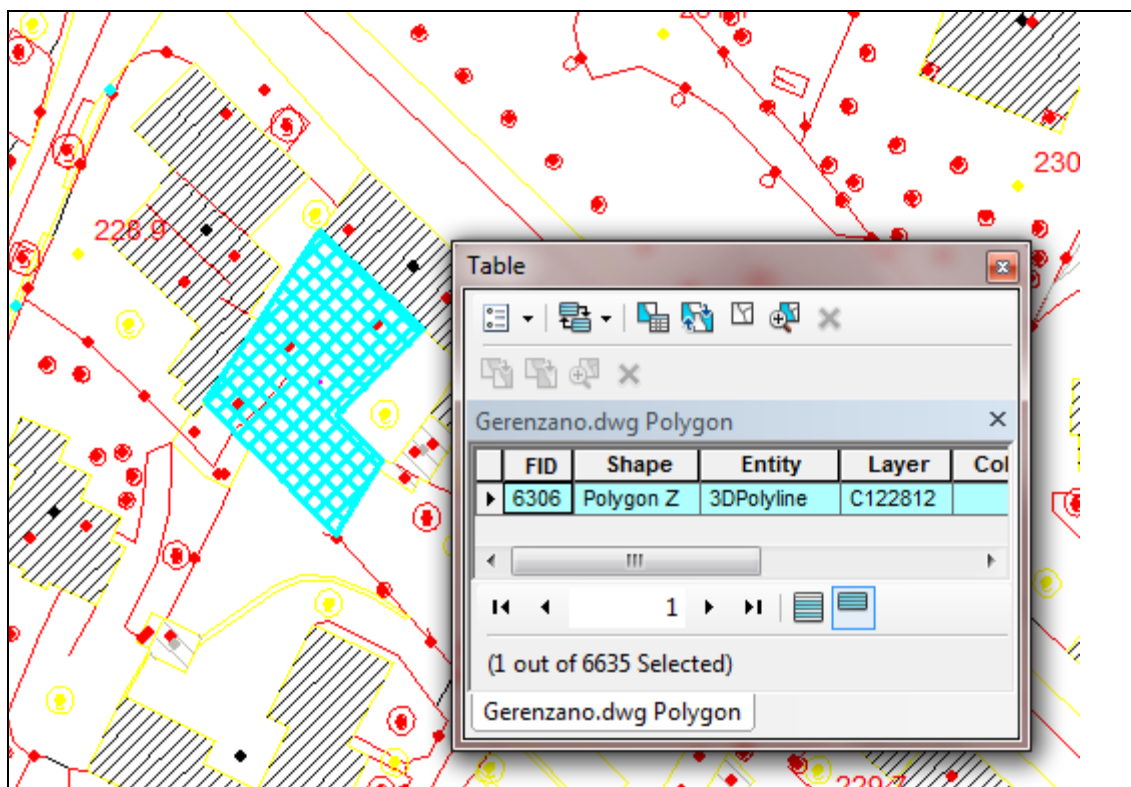 230
228.9
Table
Gerenzano.dwg Polygon
FID Shape Entity Layer Col
6306 Polygon Z 3DPolyline C122812
1
(1 out of 6635 Selected)
Gerenzano.dwg Polygon
229.7